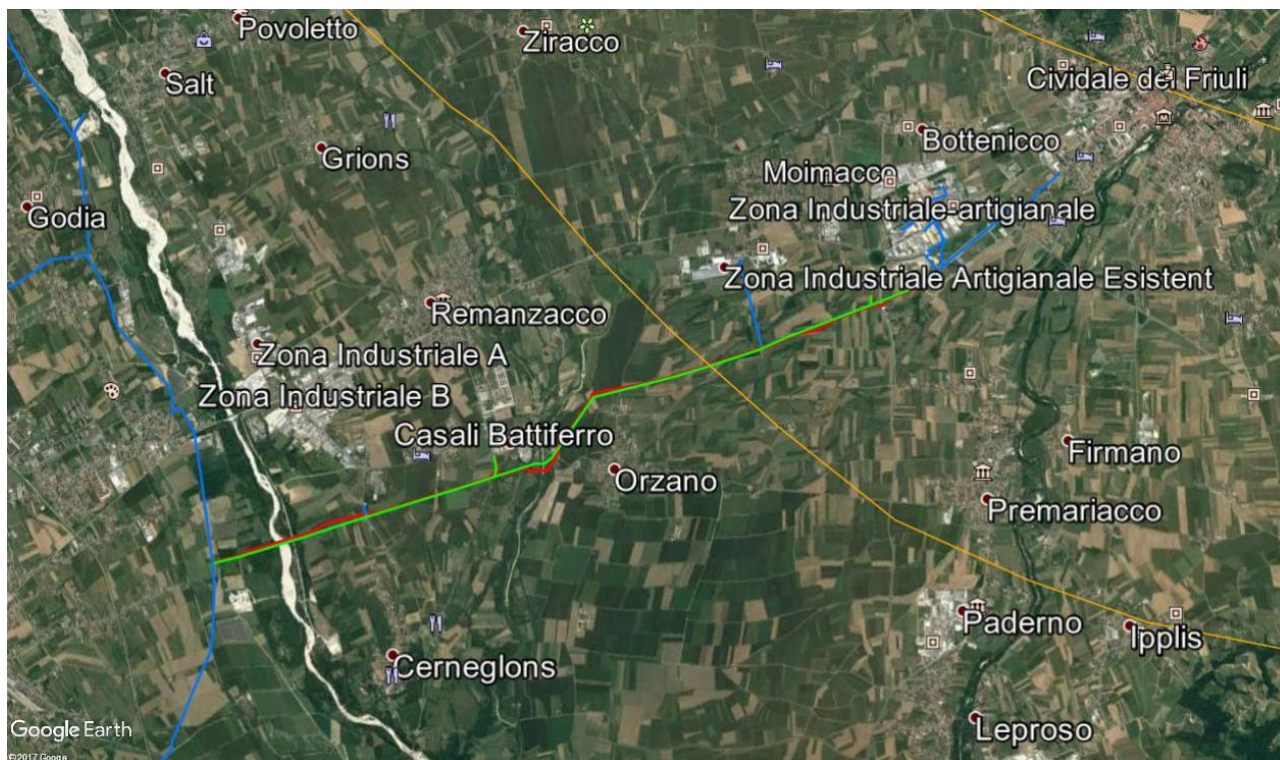 Povoletto
Ziracco
Salt
Cividale del Friuli
Grions
Bottenicco
Moimacco
Godia
Zona Industriale-artigianale
Zona Industriale Artigianale Esistent
Remanzacco
Zona Industriale A
Zona Industriale B
Casali Battiferro
Orzano
Firmano
Premariacco
Paderno
Ipplis
Cerneglons
Leproso
Google Earth
©2017 Google